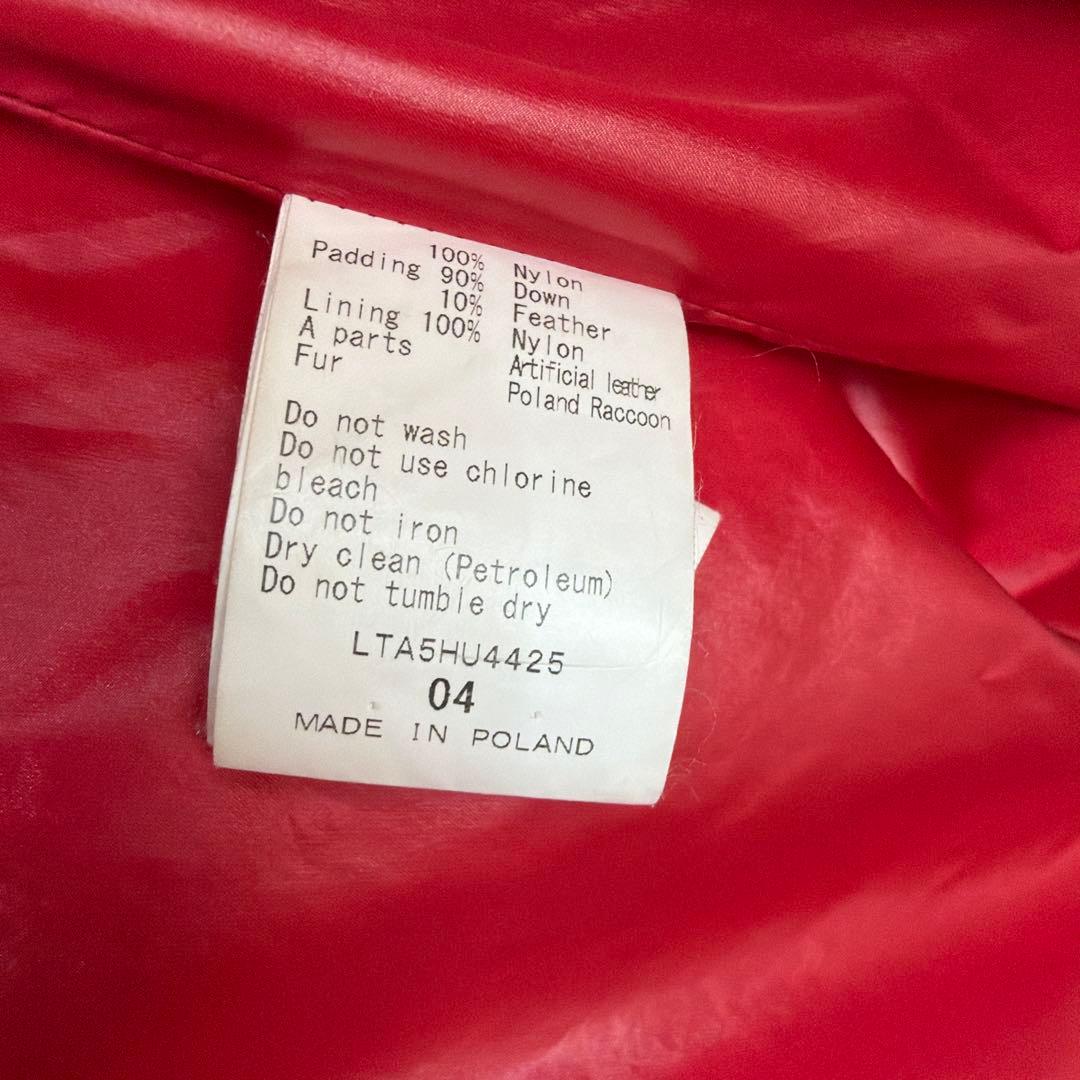 100% Nylon
Padding 90% Down
10% Feather
Lining 100% Nylon
A parts Artificial leather
Fur Poland Raccoon
Do not wash
Do not use chlorine
bleach
Do not iron
Dry clean (Petroleum)
Do not tumble dry
LTA5HU4425
04
MADE IN POLAND